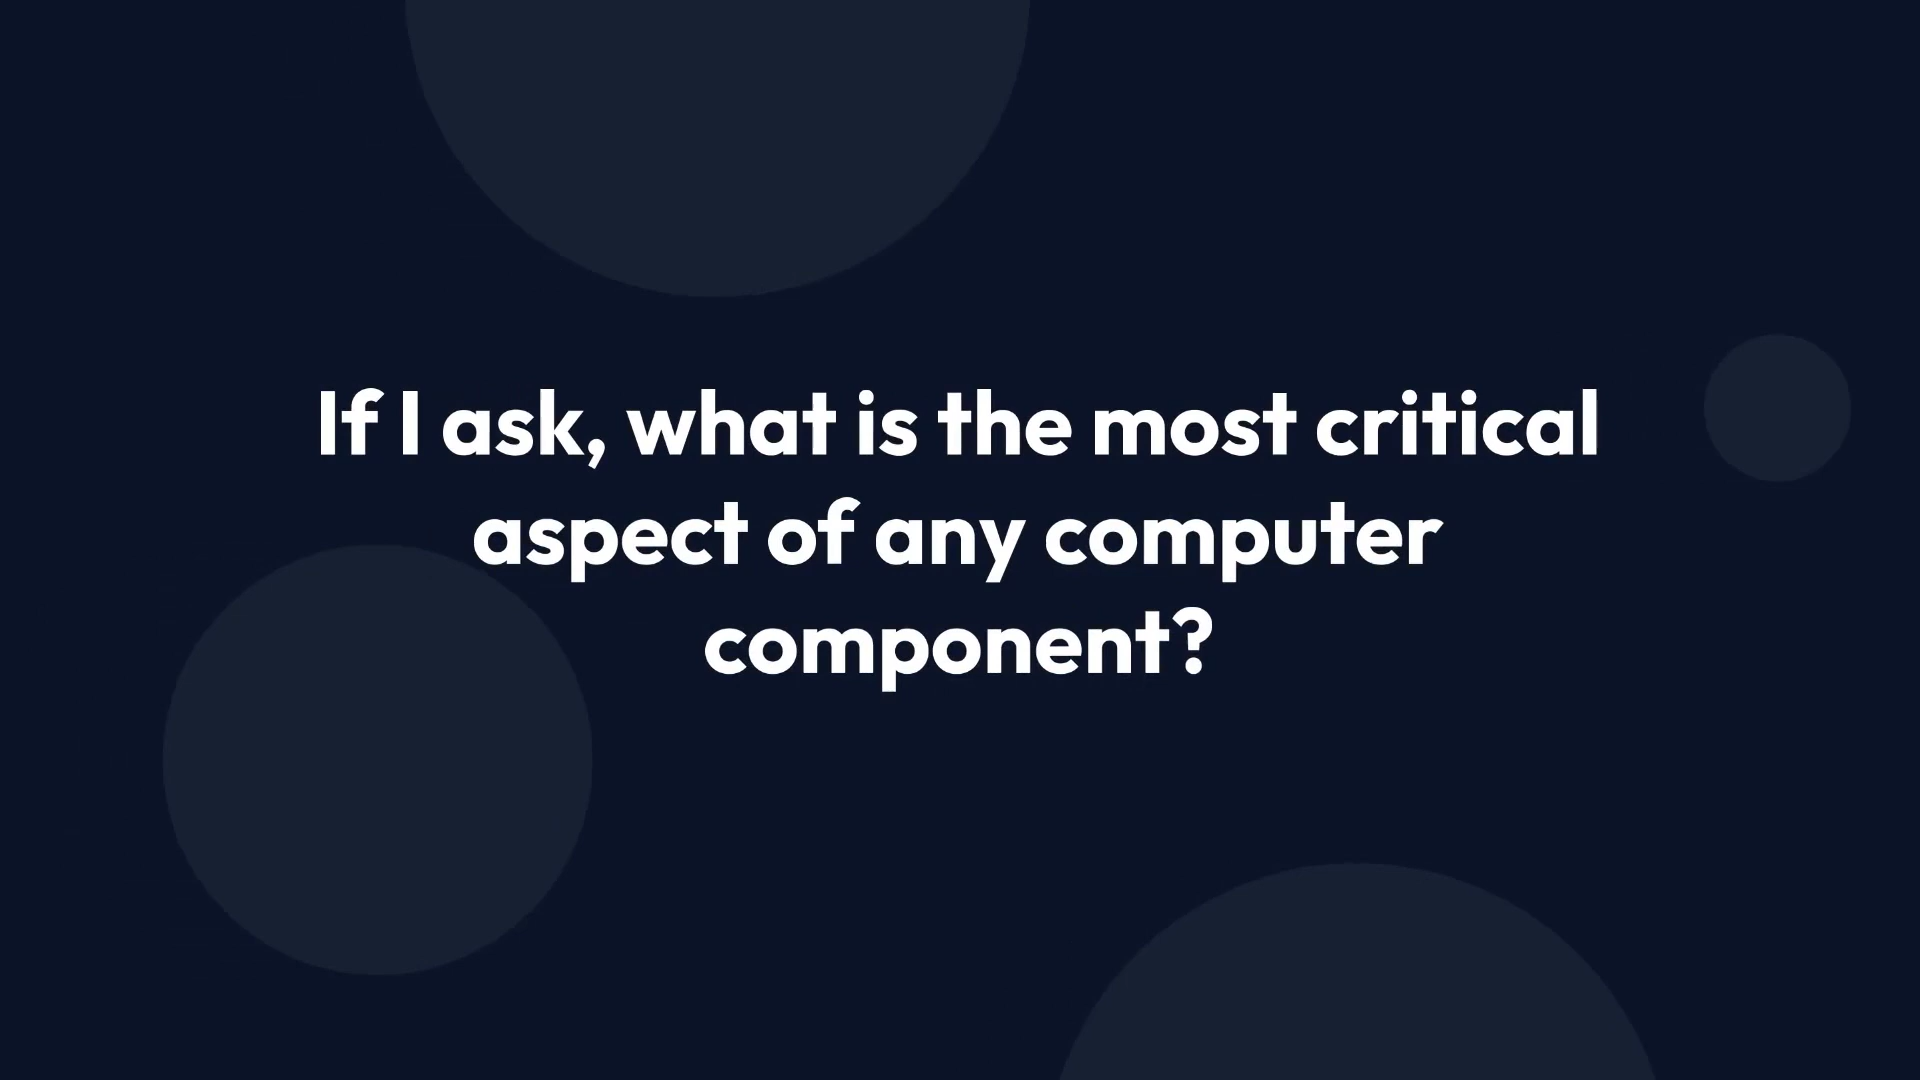 If I ask, what is the most critical
aspect of any computer
component?